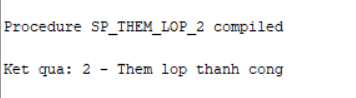 Procedure SP_THEM_LOP_2 compiled
Ket qua: 2 - Them lop thanh cong